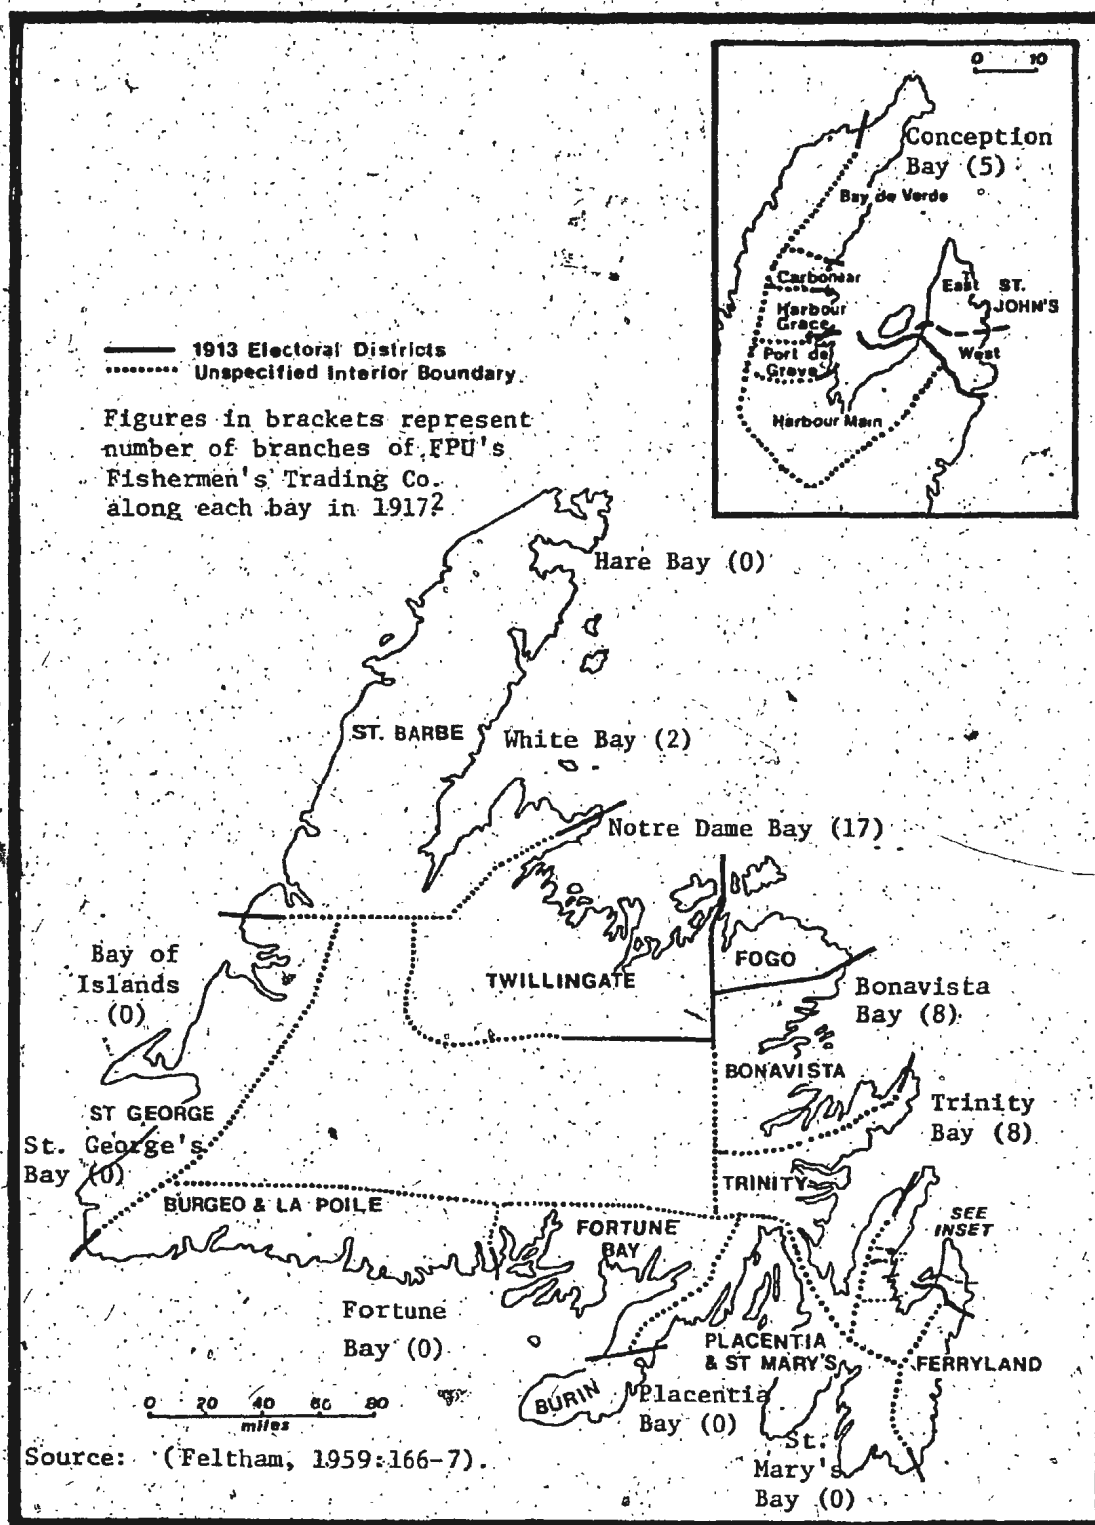 0 10
Conception
Bay (5)
Bay de Verde
Carbonear
Harbour
Grace
Port de
Grave
Harbour Main
East ST.
JOHN'S
West
1913 Electoral Districts
Unspecified Interior Boundary
Figures in brackets represent
number of branches of FPU's
Fishermen's Trading Co.
along each bay in 1917²
Hare Bay (0)
ST. BARBE
White Bay (2)
Notre Dame Bay (17)
Bay of
Islands
(0)
TWILLINGATE
FOGO
Bonavista
Bay (8)
BONAVISTA
ST GEORGE
St. George's
Bay (0)
Trinity
Bay (8)
TRINITY
BURGEO & LA POILE
FORTUNE
BAY
SEE
INSET
Fortune
Bay (0)
PLACENTIA
& ST MARY'S
FERRYLAND
BURIN
Placentia
Bay (0)
St.
Mary's
Bay (0)
0 20 40 60 80
miles
Source: (Feltham, 1959:166-7).